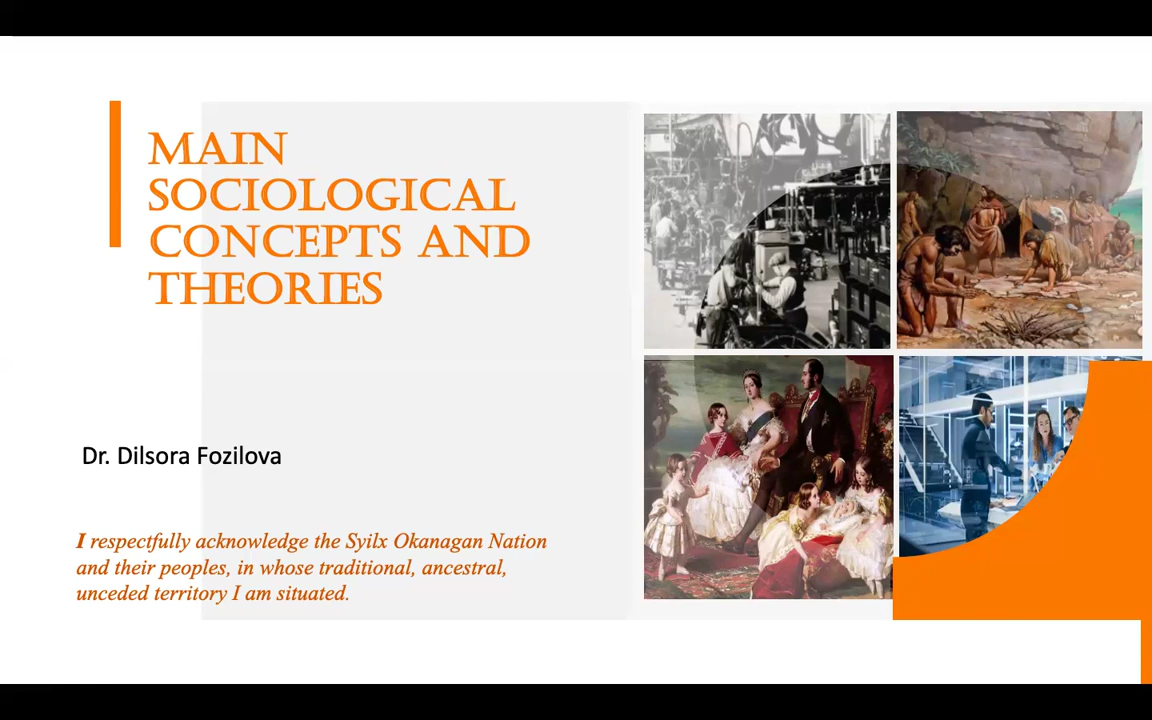 MAIN
SOCIOLOGICAL
CONCEPTS AND
THEORIES
Dr. Dilsora Fozilova
I respectfully acknowledge the Syilx Okanagan Nation
and their peoples, in whose traditional, ancestral,
unceded territory I am situated.